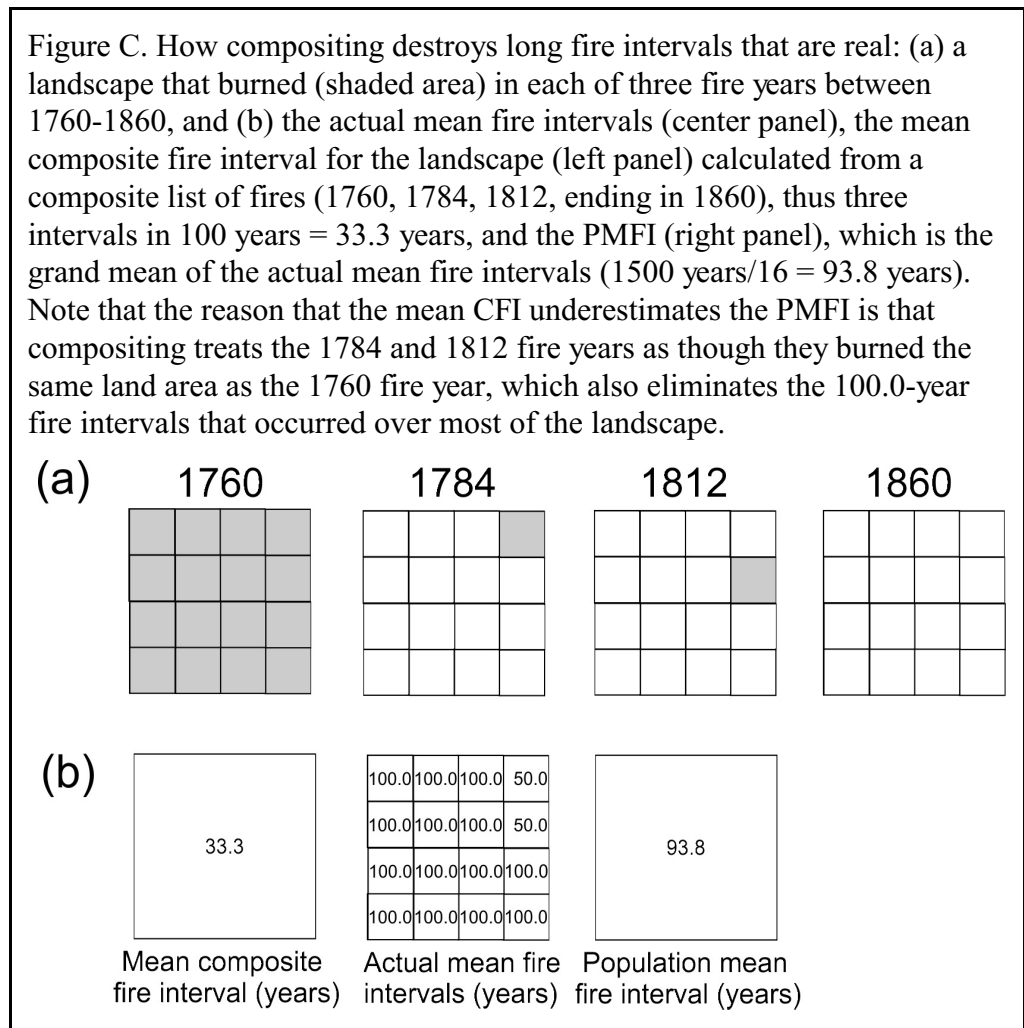 Figure C. How compositing destroys long fire intervals that are real: (a) a
landscape that burned (shaded area) in each of three fire years between
1760-1860, and (b) the actual mean fire intervals (center panel), the mean
composite fire interval for the landscape (left panel) calculated from a
composite list of fires (1760, 1784, 1812, ending in 1860), thus three
intervals in 100 years = 33.3 years, and the PMFI (right panel), which is the
grand mean of the actual mean fire intervals (1500 years/16 = 93.8 years).
Note that the reason that the mean CFI underestimates the PMFI is that
compositing treats the 1784 and 1812 fire years as though they burned the
same land area as the 1760 fire year, which also eliminates the 100.0-year
fire intervals that occurred over most of the landscape.
(a) 1760 1784 1812 1860
(b)
33.3
100.0 100.0 100.0 50.0
100.0 100.0 100.0 50.0
100.0 100.0 100.0 100.0
100.0 100.0 100.0 100.0
93.8
Mean composite
fire interval (years)
Actual mean fire
intervals (years)
Population mean
fire interval (years)